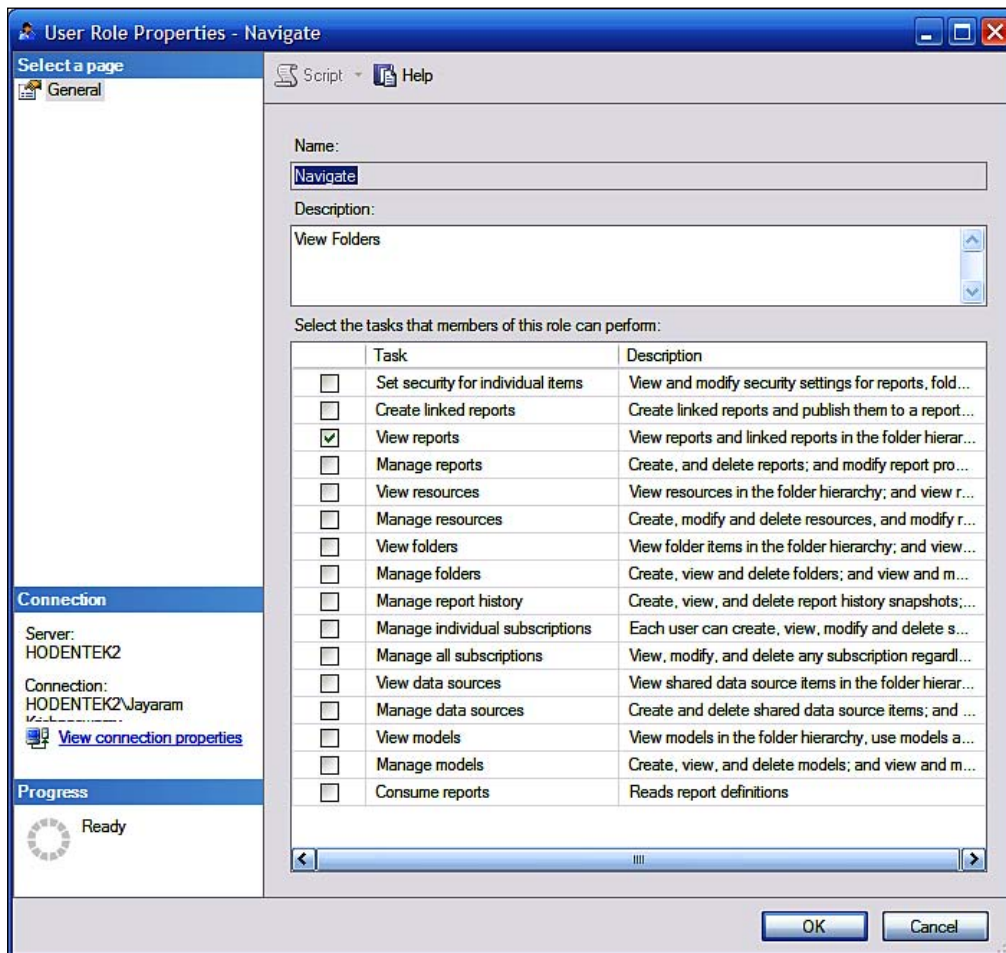 User Role Properties - Navigate
Select a page
General
Script
Help
Name:
Navigate
Description:
View Folders
Select the tasks that members of this role can perform:
Task Description
Set security for individual items View and modify security settings for reports, fold...
Create linked reports Create linked reports and publish them to a report...
View reports View reports and linked reports in the folder hierar...
Manage reports Create, and delete reports; and modify report pro...
View resources View resources in the folder hierarchy; and view r...
Manage resources Create, modify and delete resources, and modify r...
View folders View folder items in the folder hierarchy; and view...
Manage folders Create, view and delete folders; and view and m...
Manage report history Create, view, and delete report history snapshots;...
Manage individual subscriptions Each user can create, view, modify and delete s...
Manage all subscriptions View, modify, and delete any subscription regardl...
View data sources View shared data source items in the folder hierar...
Manage data sources Create and delete shared data source items; and ...
View models View models in the folder hierarchy, use models a...
Manage models Create, view, and delete models; and view and m...
Consume reports Reads report definitions
Connection
Server:
HODENTEK2
Connection:
HODENTEK2\Jayaram
View connection properties
Progress
Ready
OK Cancel